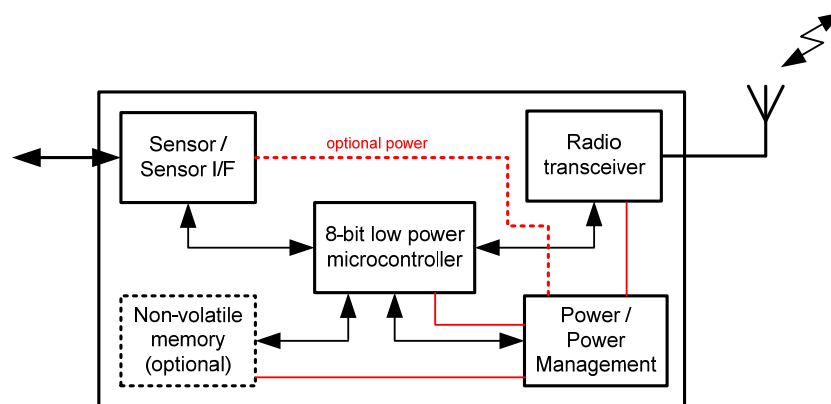 Sensor /
Sensor I/F
optional power
Radio
transceiver
8-bit low power
microcontroller
Non-volatile
memory
(optional)
Power /
Power
Management